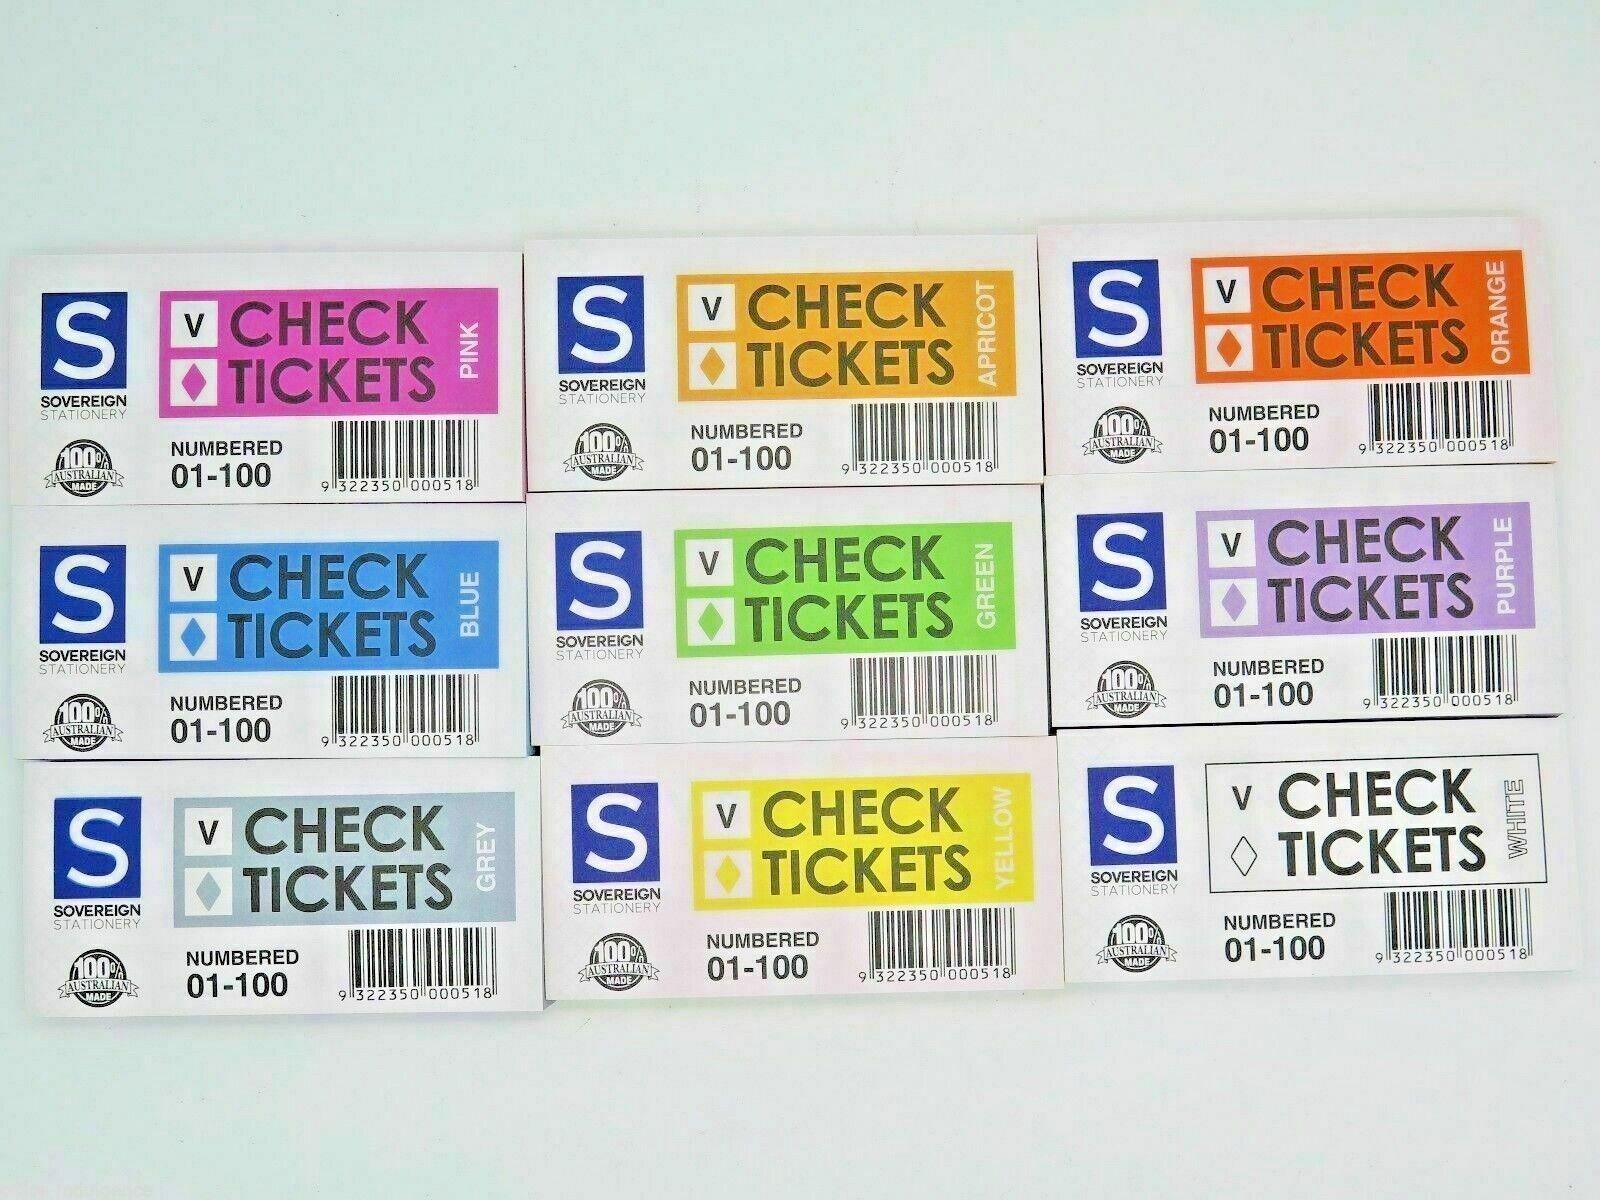 S
SOVEREIGN
STATIONERY
100%
AUSTRALIAN
MADE
V CHECK
TICKETS
PINK
NUMBERED
01-100
9 322350 000518
S
SOVEREIGN
STATIONERY
100%
AUSTRALIAN
MADE
V CHECK
TICKETS
APRICOT
NUMBERED
01-100
9 322350 000518
S
SOVEREIGN
STATIONERY
100%
AUSTRALIAN
MADE
V CHECK
TICKETS
ORANGE
NUMBERED
01-100
9 322350 000518
S
SOVEREIGN
STATIONERY
100%
AUSTRALIAN
MADE
V CHECK
TICKETS
BLUE
NUMBERED
01-100
9 322350 000518
S
SOVEREIGN
STATIONERY
100%
AUSTRALIAN
MADE
V CHECK
TICKETS
GREEN
NUMBERED
01-100
9 322350 000518
S
SOVEREIGN
STATIONERY
100%
AUSTRALIAN
MADE
V CHECK
TICKETS
PURPLE
NUMBERED
01-100
9 322350 000518
S
SOVEREIGN
STATIONERY
100%
AUSTRALIAN
MADE
V CHECK
TICKETS
GREY
NUMBERED
01-100
9 322350 000518
S
SOVEREIGN
STATIONERY
100%
AUSTRALIAN
MADE
V CHECK
TICKETS
YELLOW
NUMBERED
01-100
9 322350 000518
S
SOVEREIGN
STATIONERY
100%
AUSTRALIAN
MADE
V CHECK
TICKETS
WHITE
NUMBERED
01-100
9 322350 000518